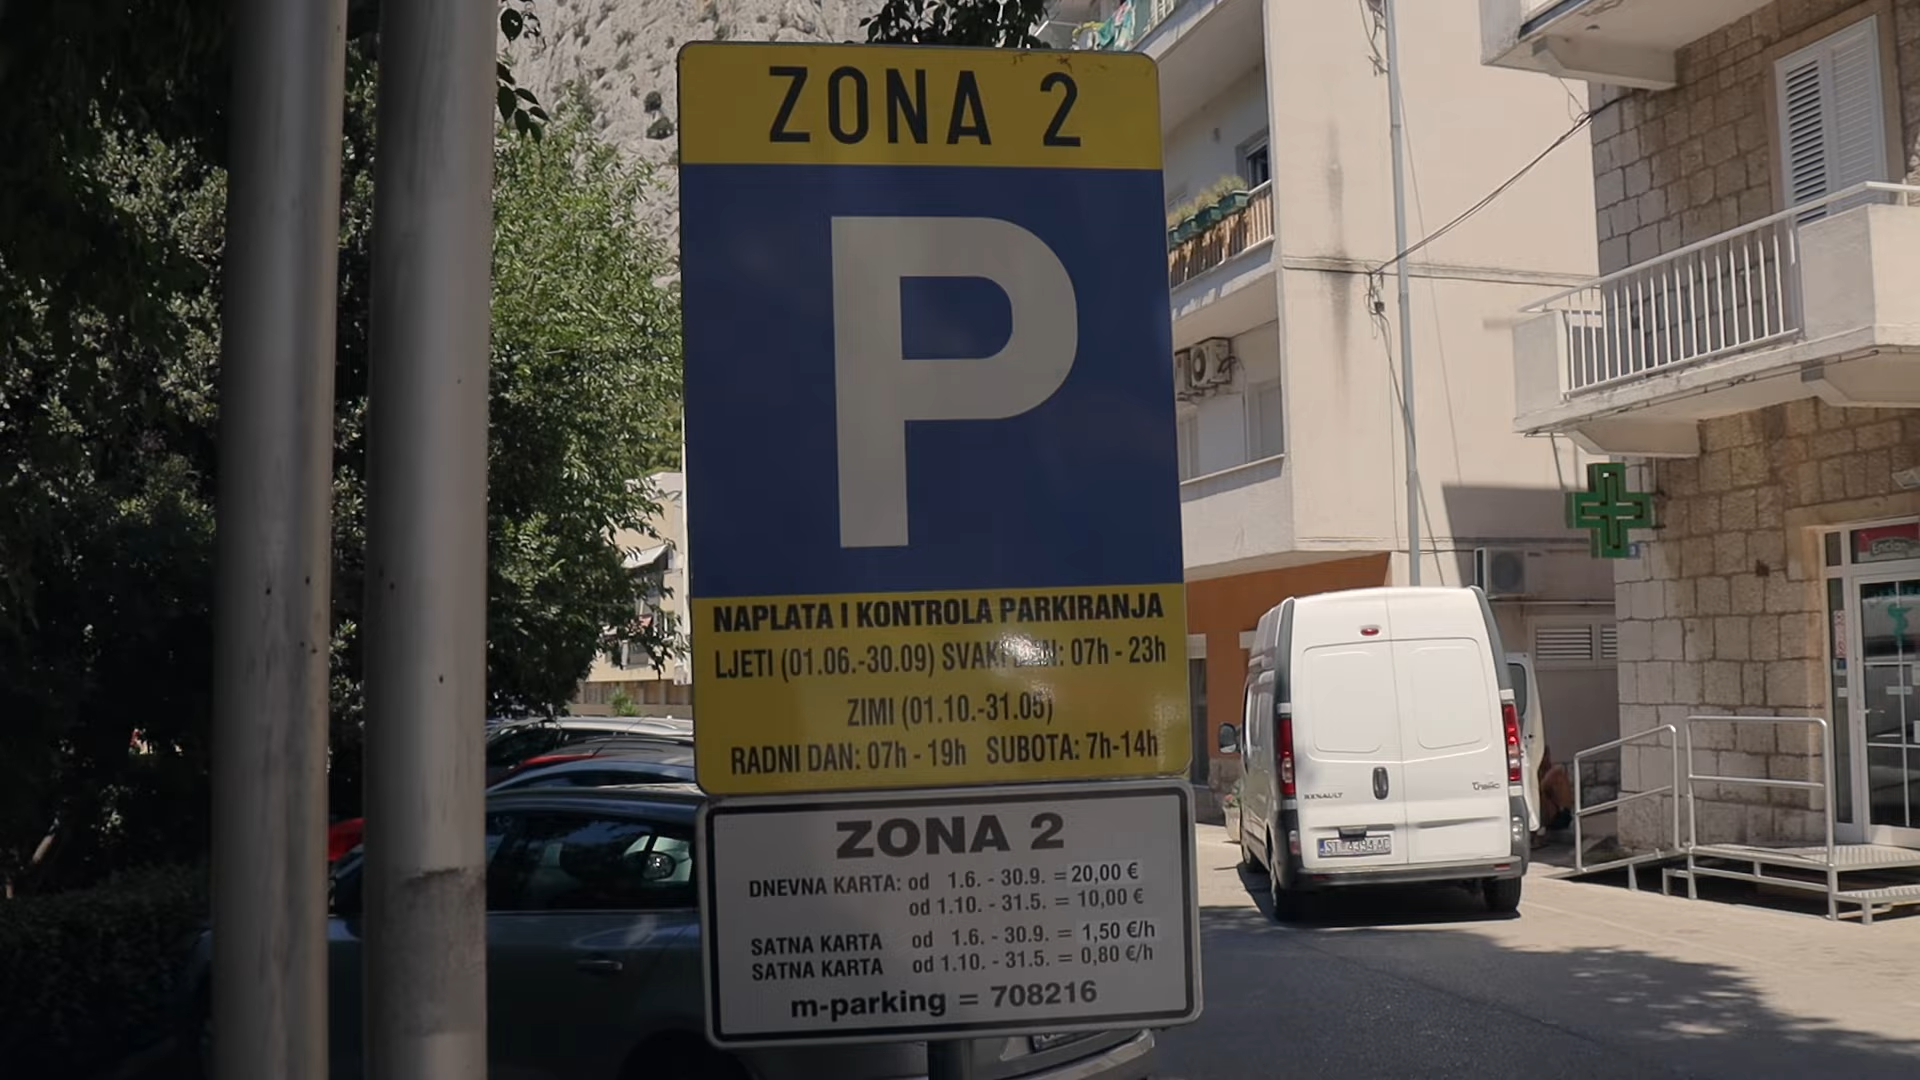 ZONA 2
P
NAPLATA I KONTROLA PARKIRANJA
LJETI (01.06.-30.09) SVAKI DAN: 07h - 23h
ZIMI (01.10.-31.05)
RADNI DAN: 07h - 19h SUBOTA: 7h-14h
ZONA 2
DNEVNA KARTA: od 1.6. - 30.9. = 20,00 €
od 1.10. - 31.5. = 10,00 €
SATNA KARTA od 1.6. - 30.9. = 1,50 €/h
SATNA KARTA od 1.10. - 31.5. = 0,80 €/h
m-parking = 708216
RENAULT
Trafic